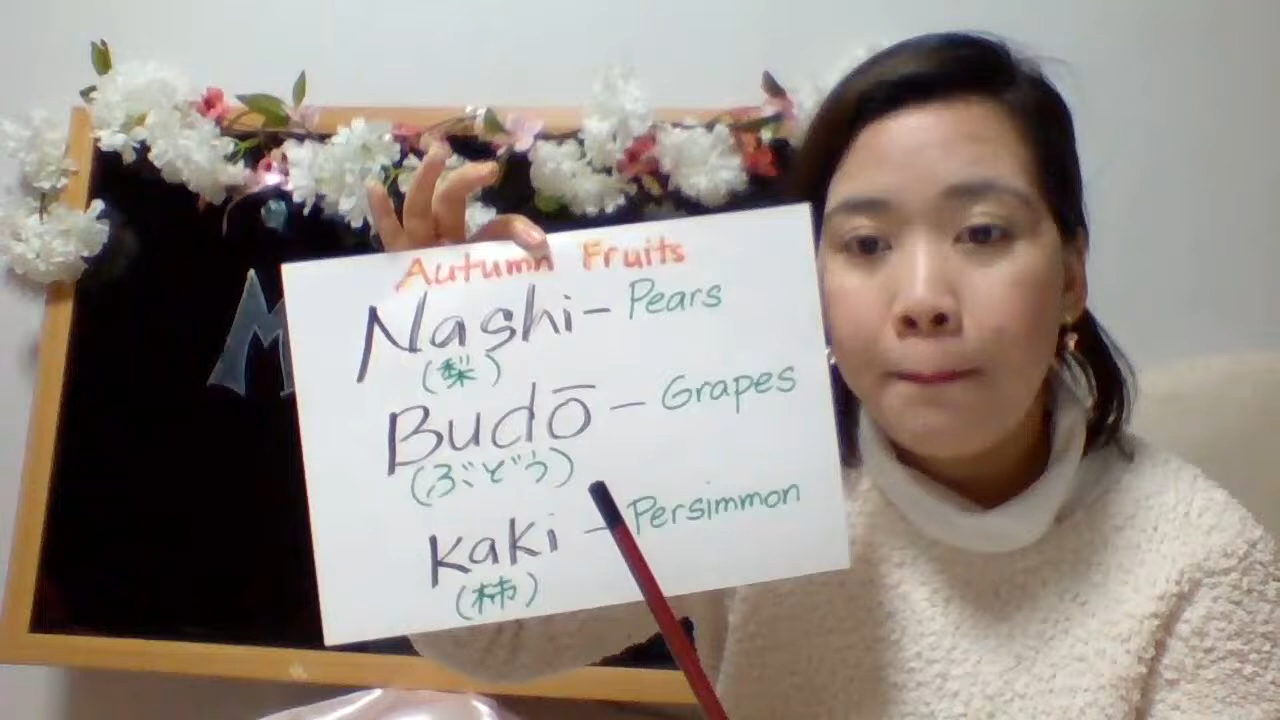 Autumn Fruits
Nashi - Pears
(梨)
Budō - Grapes
(ぶどう)
Kaki - Persimmon
(柿)
M